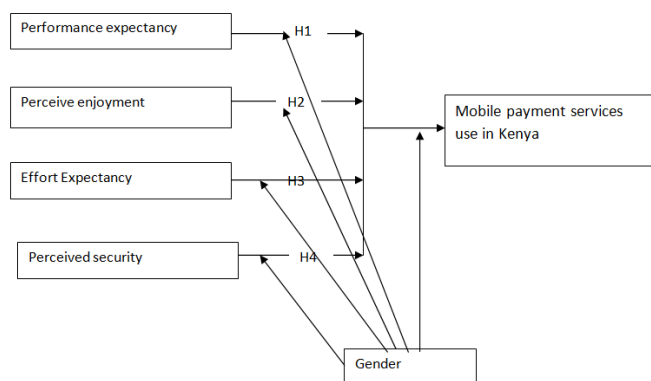 Performance expectancy
H1
Perceive enjoyment
H2
Mobile payment services
use in Kenya
Effort Expectancy
H3
Perceived security
H4
Gender